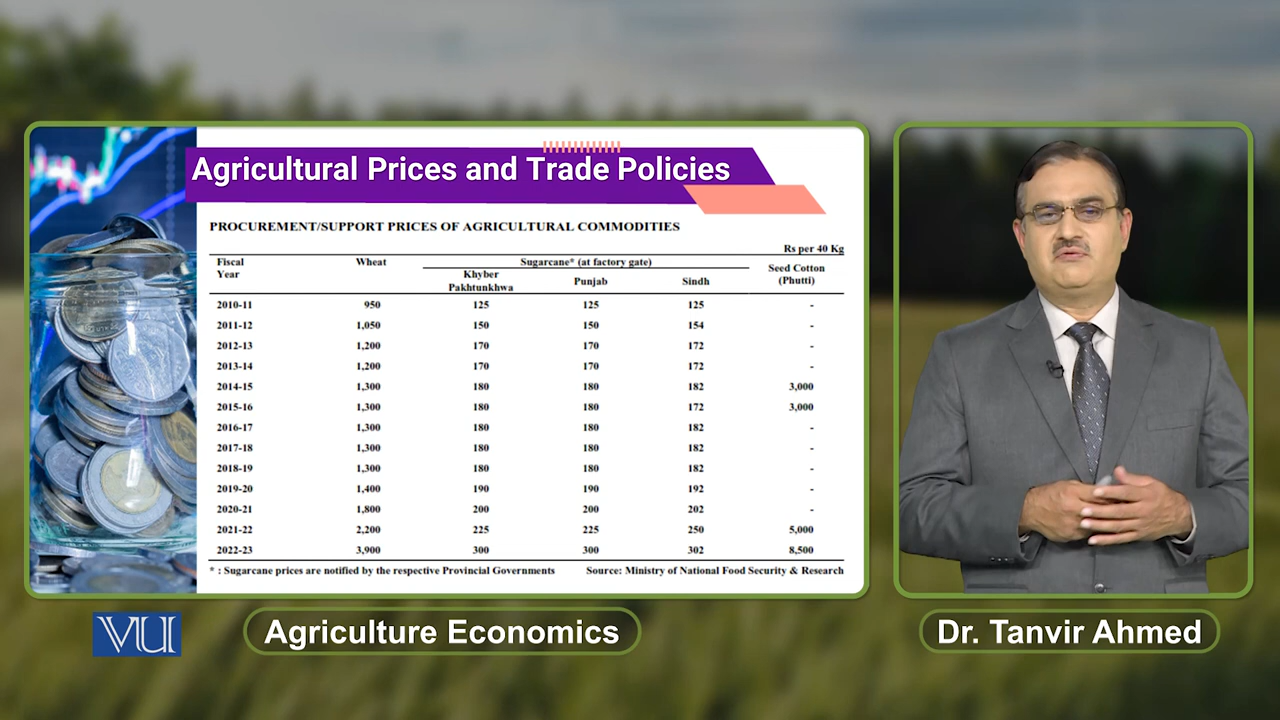 Agricultural Prices and Trade Policies
PROCUREMENT/SUPPORT PRICES OF AGRICULTURAL COMMODITIES
Rs per 40 Kg
Fiscal Year Wheat Sugarcane* (at factory gate) Seed Cotton (Phutti)
Khyber Pakhtunkhwa Punjab Sindh
2010-11 950 125 125 125 -
2011-12 1,050 150 150 154 -
2012-13 1,200 170 170 172 -
2013-14 1,200 170 170 172 -
2014-15 1,300 180 180 182 3,000
2015-16 1,300 180 180 172 3,000
2016-17 1,300 180 180 182 -
2017-18 1,300 180 180 182 -
2018-19 1,300 180 180 182 -
2019-20 1,400 190 190 192 -
2020-21 1,800 200 200 202 -
2021-22 2,200 225 225 250 5,000
2022-23 3,900 300 300 302 8,500
* : Sugarcane prices are notified by the respective Provincial Governments Source: Ministry of National Food Security & Research
VU
Agriculture Economics
Dr. Tanvir Ahmed